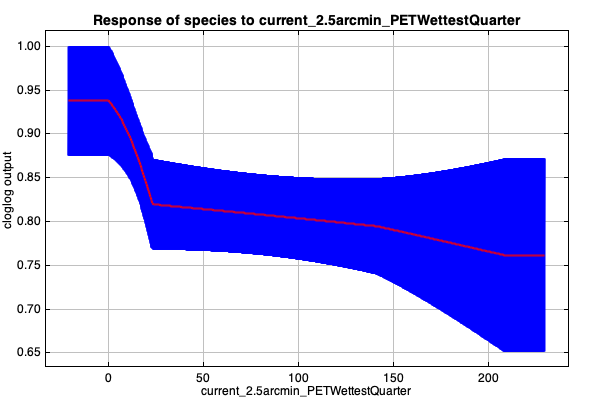 Response of species to current_2.5arcmin_PETWettestQuarter
1.00
0.95
0.90
0.85
0.80
0.75
0.70
0.65
cloglog output
0 50 100 150 200
current_2.5arcmin_PETWettestQuarter